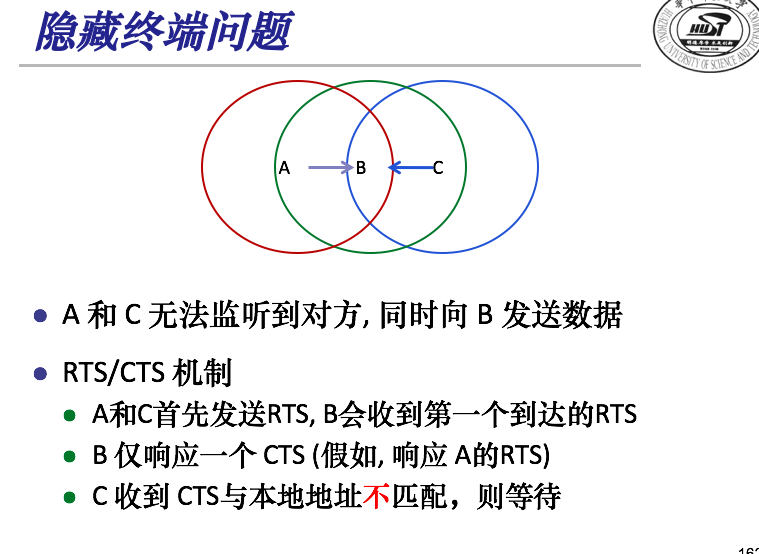 隐藏终端问题
A B C
A 和 C 无法监听到对方, 同时向 B 发送数据
RTS/CTS 机制
A和C首先发送RTS, B会收到第一个到达的RTS
B 仅响应一个 CTS (假如, 响应 A的RTS)
C 收到 CTS与本地地址不匹配，则等待